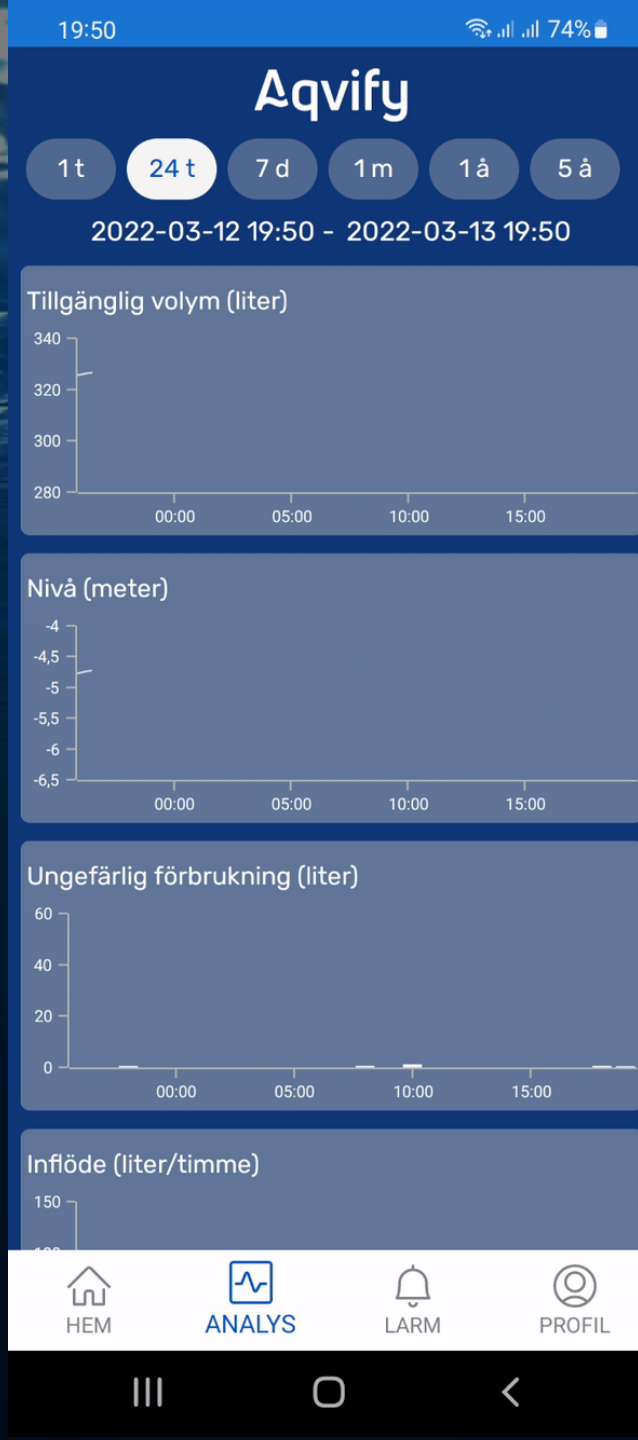 19:50 74%
Aqvify
1 t 24 t 7 d 1 m 1 å 5 å
2022-03-12 19:50 - 2022-03-13 19:50
Tillgänglig volym (liter)
340
320
300
280
00:00 05:00 10:00 15:00
Nivå (meter)
-4
-4,5
-5
-5,5
-6
-6,5
00:00 05:00 10:00 15:00
Ungefärlig förbrukning (liter)
60
40
20
0
00:00 05:00 10:00 15:00
Inflöde (liter/timme)
150
HEM ANALYS LARM PROFIL